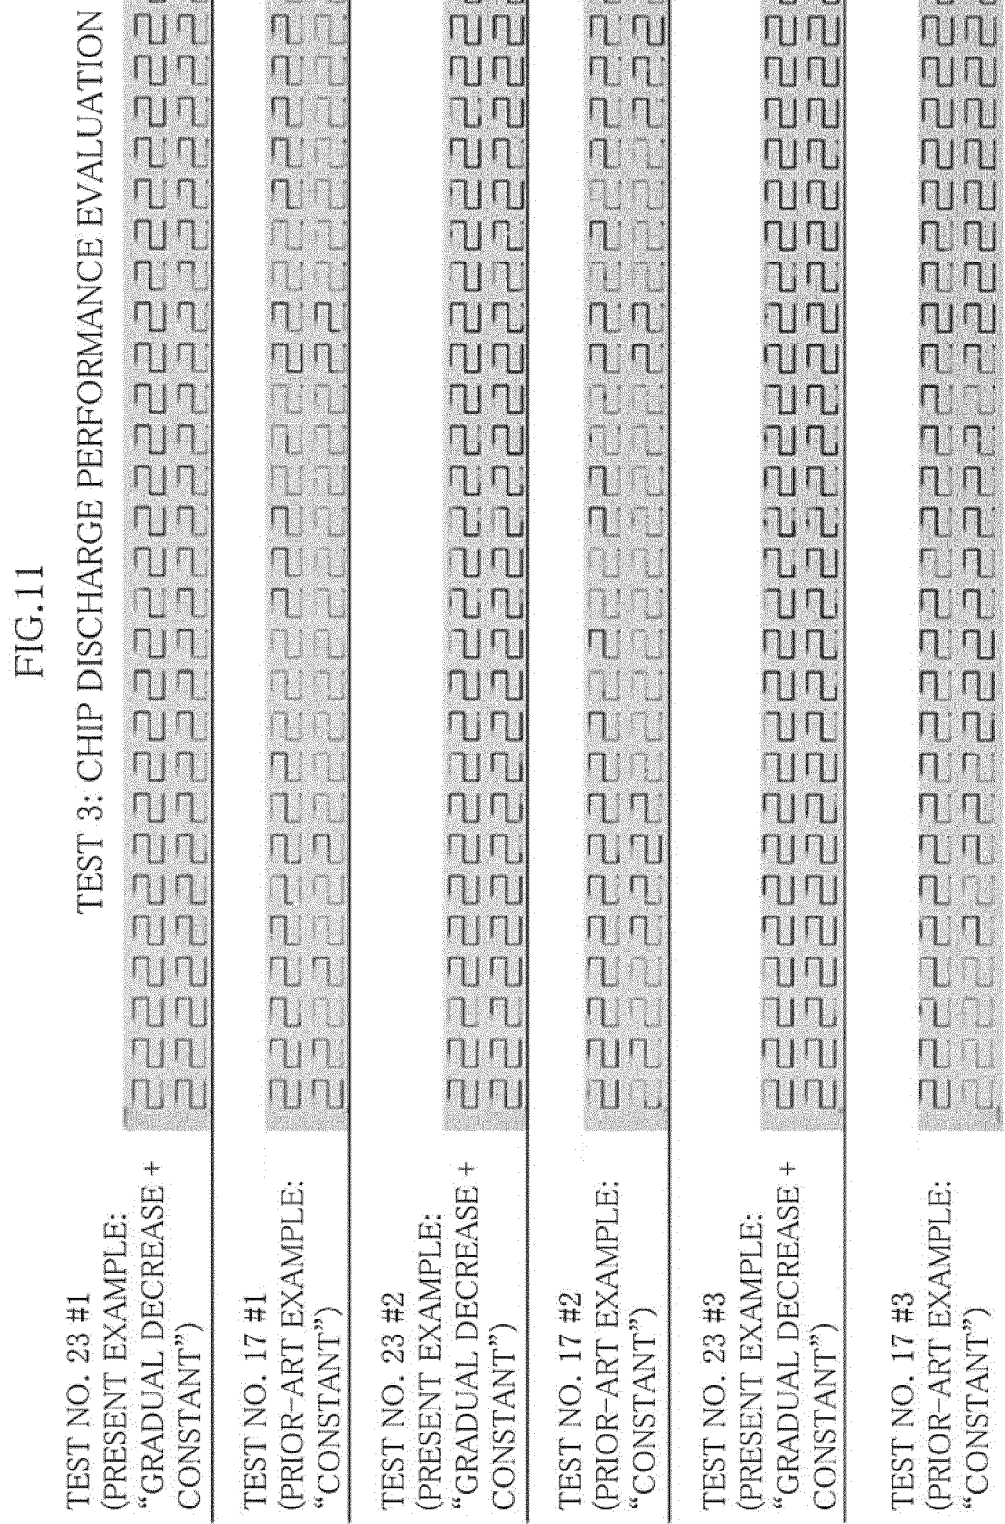 FIG.11
TEST 3: CHIP DISCHARGE PERFORMANCE EVALUATION
TEST NO. 23 #1
(PRESENT EXAMPLE:
“GRADUAL DECREASE +
CONSTANT”)
TEST NO. 17 #1
(PRIOR-ART EXAMPLE:
“CONSTANT”)
TEST NO. 23 #2
(PRESENT EXAMPLE:
“GRADUAL DECREASE +
CONSTANT”)
TEST NO. 17 #2
(PRIOR-ART EXAMPLE:
“CONSTANT”)
TEST NO. 23 #3
(PRESENT EXAMPLE:
“GRADUAL DECREASE +
CONSTANT”)
TEST NO. 17 #3
(PRIOR-ART EXAMPLE:
“CONSTANT”)